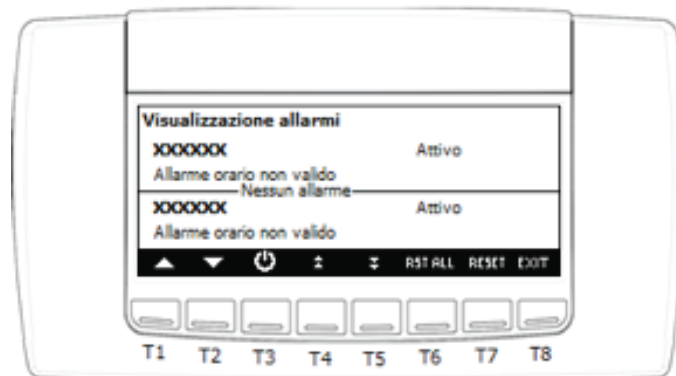 Visualizzazione allarmi
XXXXXX Attivo
Allarme orario non valido
Nessun allarme
XXXXXX Attivo
Allarme orario non valido
RST ALL RESET EXIT
T1 T2 T3 T4 T5 T6 T7 T8